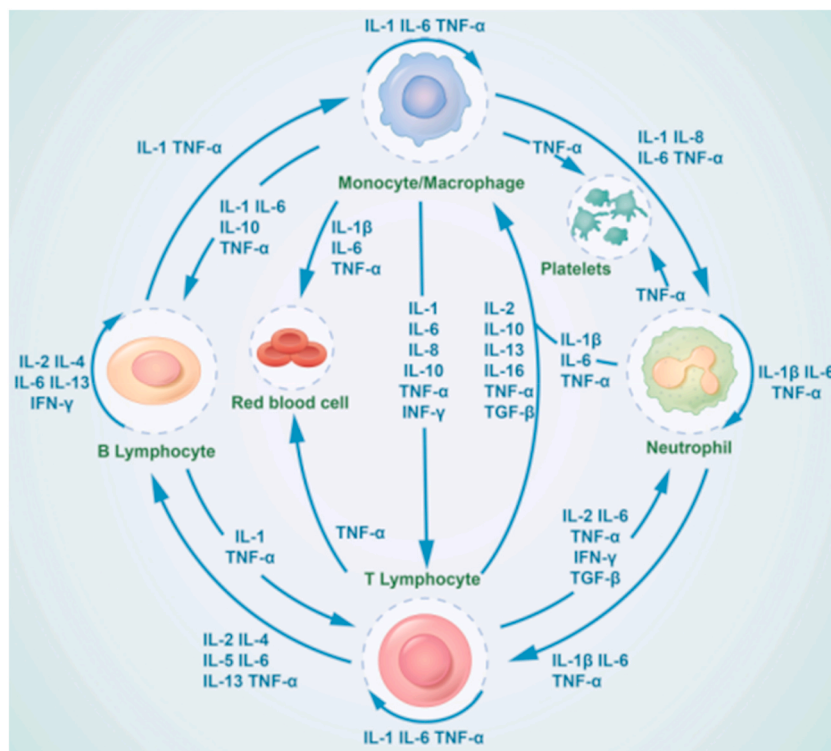 IL-1 IL-6 TNF-α
IL-1 TNF-α
IL-1 IL-8
IL-6 TNF-α
TNF-α
Monocyte/Macrophage
IL-1 IL-6
IL-10
TNF-α
IL-1β
IL-6
TNF-α
Platelets
TNF-α
IL-1
IL-6
IL-8
IL-10
TNF-α
INF-γ
IL-2
IL-10
IL-13
IL-16
TNF-α
TGF-β
IL-1β
IL-6
TNF-α
IL-2 IL-4
IL-6 IL-13
IFN-γ
Red blood cell
IL-1β IL-6
TNF-α
B Lymphocyte
Neutrophil
IL-1
TNF-α
TNF-α
IL-2 IL-6
TNF-α
IFN-γ
TGF-β
T Lymphocyte
IL-2 IL-4
IL-5 IL-6
IL-13 TNF-α
IL-1β IL-6
TNF-α
IL-1 IL-6 TNF-α